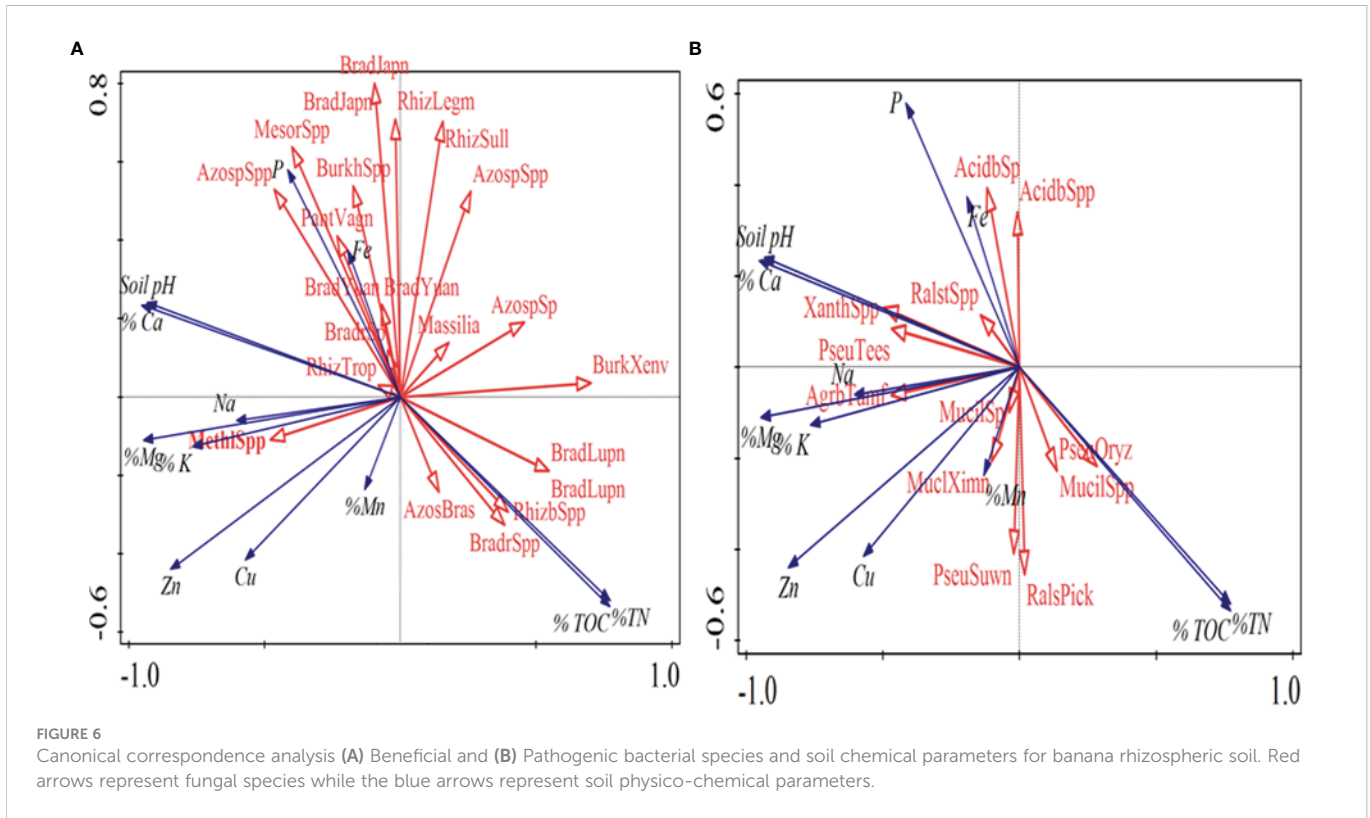 A
B
0.8
-0.6
-1.0
1.0
BradJapn
BradJapn
RhizLegm
MesorSpp
RhizSull
AzospSpp
P
BurkhSpp
AzospSpp
PantVagn
Fe
Soil pH
% Ca
BradYuan
BradYuan
AzospSp
BradrSp
Massilia
RhizTrop
BurkXenv
Na
MethlSpp
%Mg
% K
BradLupn
BradLupn
%Mn
AzosBras
RhizbSpp
BradrSpp
Zn
Cu
% TOC
%TN
0.6
-0.6
-1.0
1.0
P
AcidbSp
AcidbSpp
Fe
Soil pH
% Ca
XanthSpp
RalstSpp
PseuTees
Na
AgrbTumf
MucilSp
%Mg
% K
PseuOryz
MuclXimn
%Mn
MucilSpp
Zn
Cu
PseuSuwn
RalsPick
% TOC
%TN
FIGURE 6
Canonical correspondence analysis (A) Beneficial and (B) Pathogenic bacterial species and soil chemical parameters for banana rhizospheric soil. Red
arrows represent fungal species while the blue arrows represent soil physico-chemical parameters.